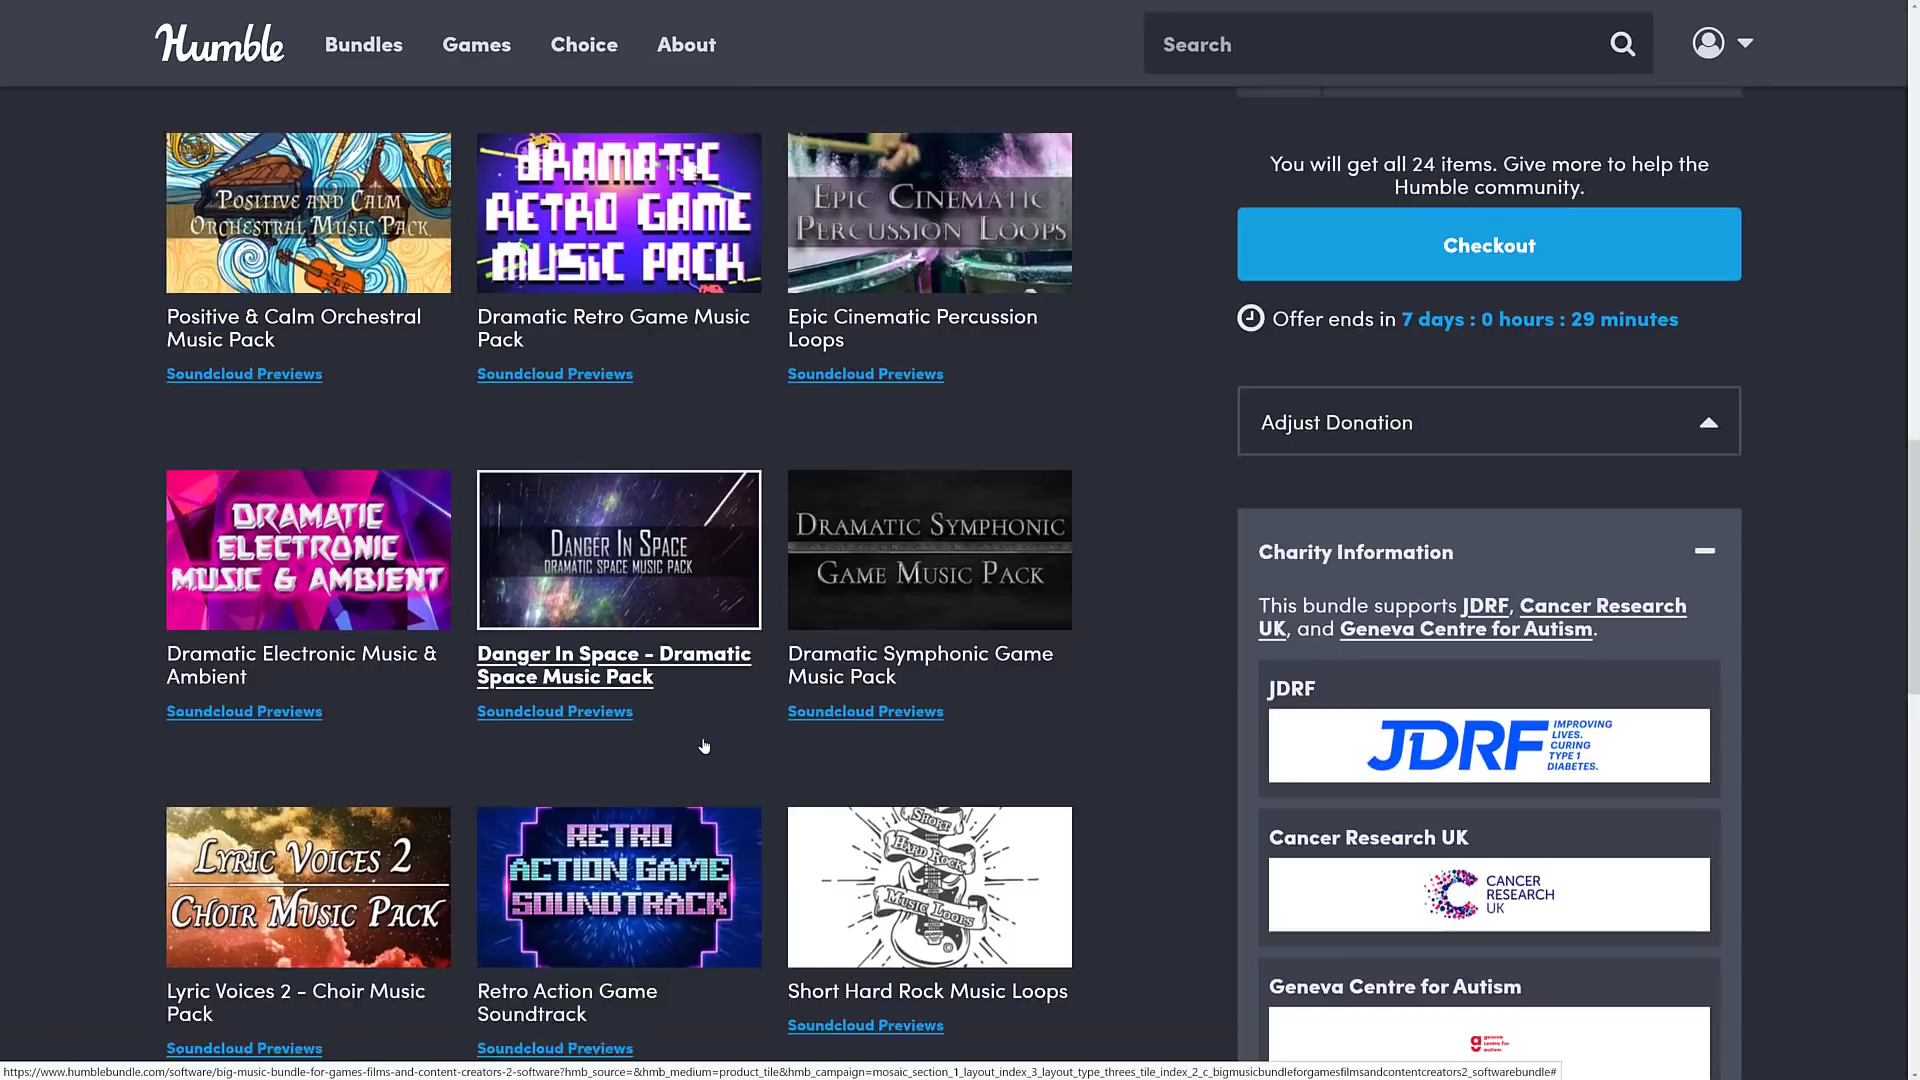 Humble
Bundles
Games
Choice
About
Search
POSITIVE AND CALM
ORCHESTRAL MUSIC PACK
DRAMATIC
RETRO GAME
MUSIC PACK
EPIC CINEMATIC
PERCUSSION LOOPS
Positive & Calm Orchestral
Music Pack
Soundcloud Previews
Dramatic Retro Game Music
Pack
Soundcloud Previews
Epic Cinematic Percussion
Loops
Soundcloud Previews
DRAMATIC
ELECTRONIC
MUSIC & AMBIENT
DANGER IN SPACE
DRAMATIC SPACE MUSIC PACK
DRAMATIC SYMPHONIC
GAME MUSIC PACK
Dramatic Electronic Music &
Ambient
Soundcloud Previews
Danger In Space - Dramatic
Space Music Pack
Soundcloud Previews
Dramatic Symphonic Game
Music Pack
Soundcloud Previews
LYRIC VOICES 2
CHOIR MUSIC PACK
RETRO
ACTION GAME
SOUNDTRACK
SHORT
HARD ROCK
MUSIC LOOPS
Lyric Voices 2 - Choir Music
Pack
Soundcloud Previews
Retro Action Game
Soundtrack
Soundcloud Previews
Short Hard Rock Music Loops
Soundcloud Previews
You will get all 24 items. Give more to help the
Humble community.
Checkout
Offer ends in 7 days : 0 hours : 29 minutes
Adjust Donation
Charity Information
This bundle supports JDRF, Cancer Research
UK, and Geneva Centre for Autism.
JDRF
JDRF IMPROVING
LIVES.
CURING
TYPE 1
DIABETES.
Cancer Research UK
CANCER
RESEARCH
UK
Geneva Centre for Autism
geneva
centre for
autism
https://www.humblebundle.com/software/big-music-bundle-for-games-films-and-content-creators-2-software?hmb_source=&hmb_medium=product_tile&hmb_campaign=mosaic_section_1_layout_index_3_layout_type_threes_tile_index_2_c_bigmusicbundleforgamesfilmsandcontentcreators2_softwarebundle#